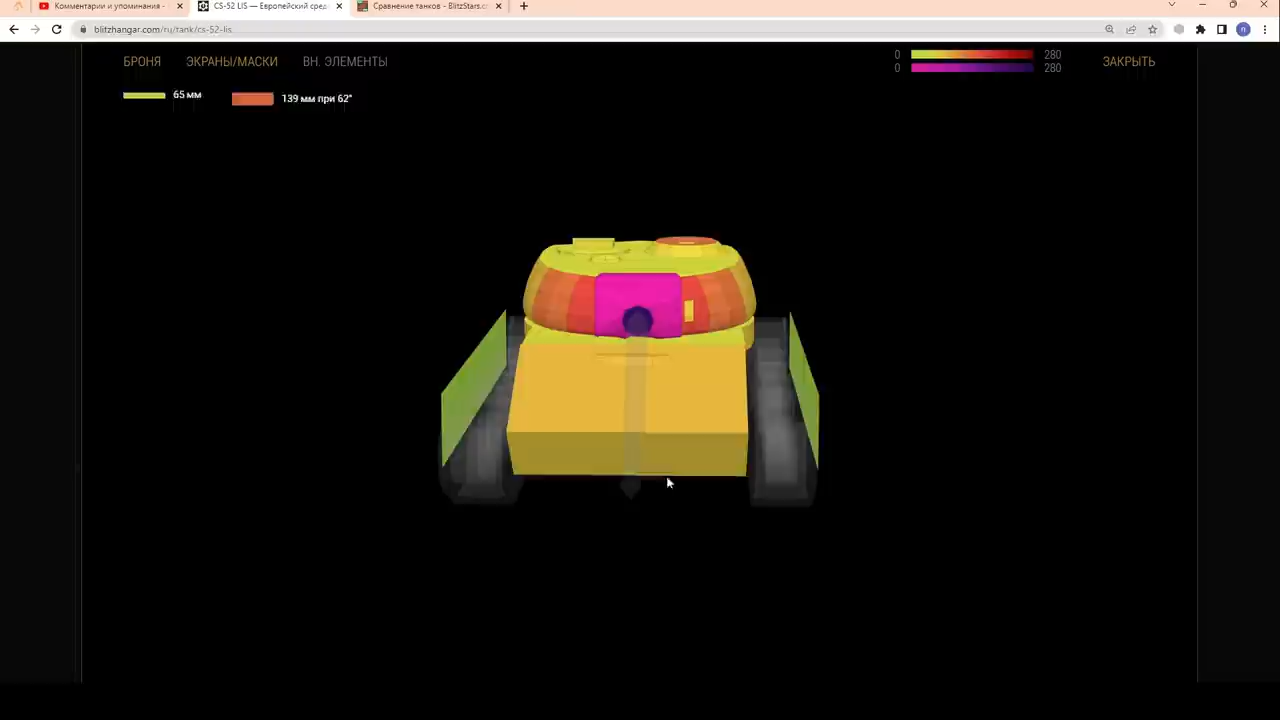 Комментарии и упоминания -
CS-52 LIS — Европейский сред
Сравнение танков - BlitzStars.c
blitzhangar.com/ru/tank/cs-52-lis
п
БРОНЯ
ЭКРАНЫ/МАСКИ
ВН. ЭЛЕМЕНТЫ
0 280
0 280
ЗАКРЫТЬ
65 мм
139 мм при 62°